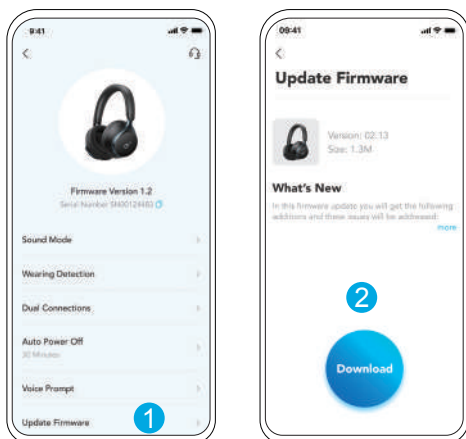 9:41
Firmware Version 1.2
Serial Number SN00124480
Sound Mode
Wearing Detection
Dual Connections
Auto Power Off
30 Minutes
Voice Prompt
Update Firmware
1
09:41
Update Firmware
Version: 02.13
Size: 1.3M
What's New
In this firmware update you will get the following
additions and these issues will be addressed:
more
2
Download